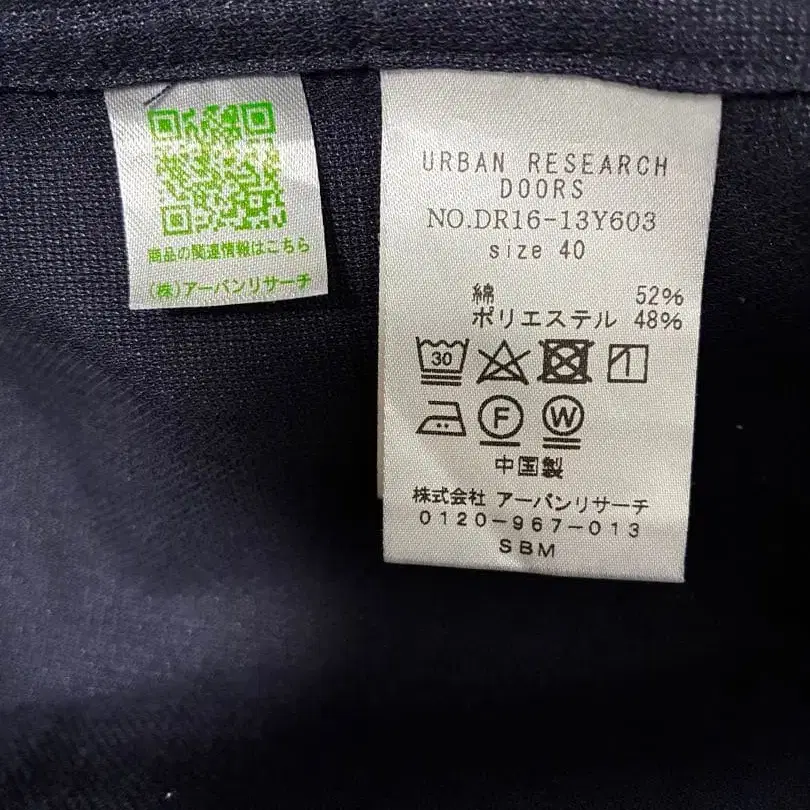 商品の関連情報はこちら
(株)アーバンリサーチ
URBAN RESEARCH
DOORS
NO.DR16-13Y603
size 40
綿 52%
ポリエステル 48%
30
F W
中国製
株式会社 アーバンリサーチ
0120-967-013
SBM